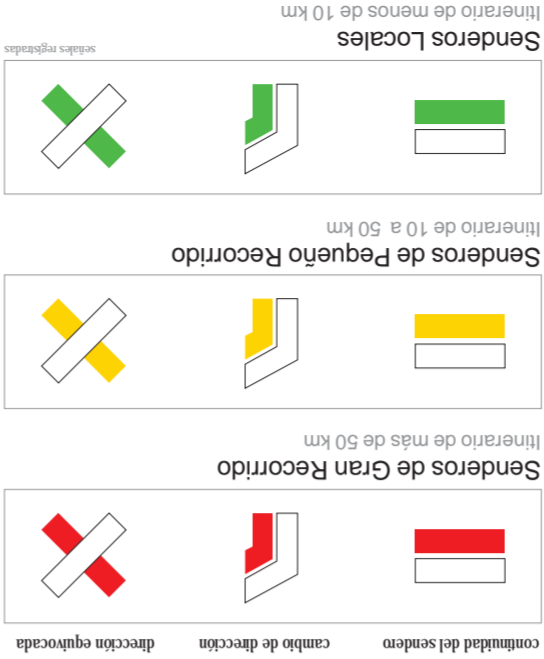 continuidad del sendero cambio de dirección dirección equivocada
Senderos de Gran Recorrido
Itinerario de más de 50 km
Senderos de Pequeño Recorrido
Itinerario de 10 a 50 km
señales registradas
Senderos Locales
Itinerario de menos de 10 km